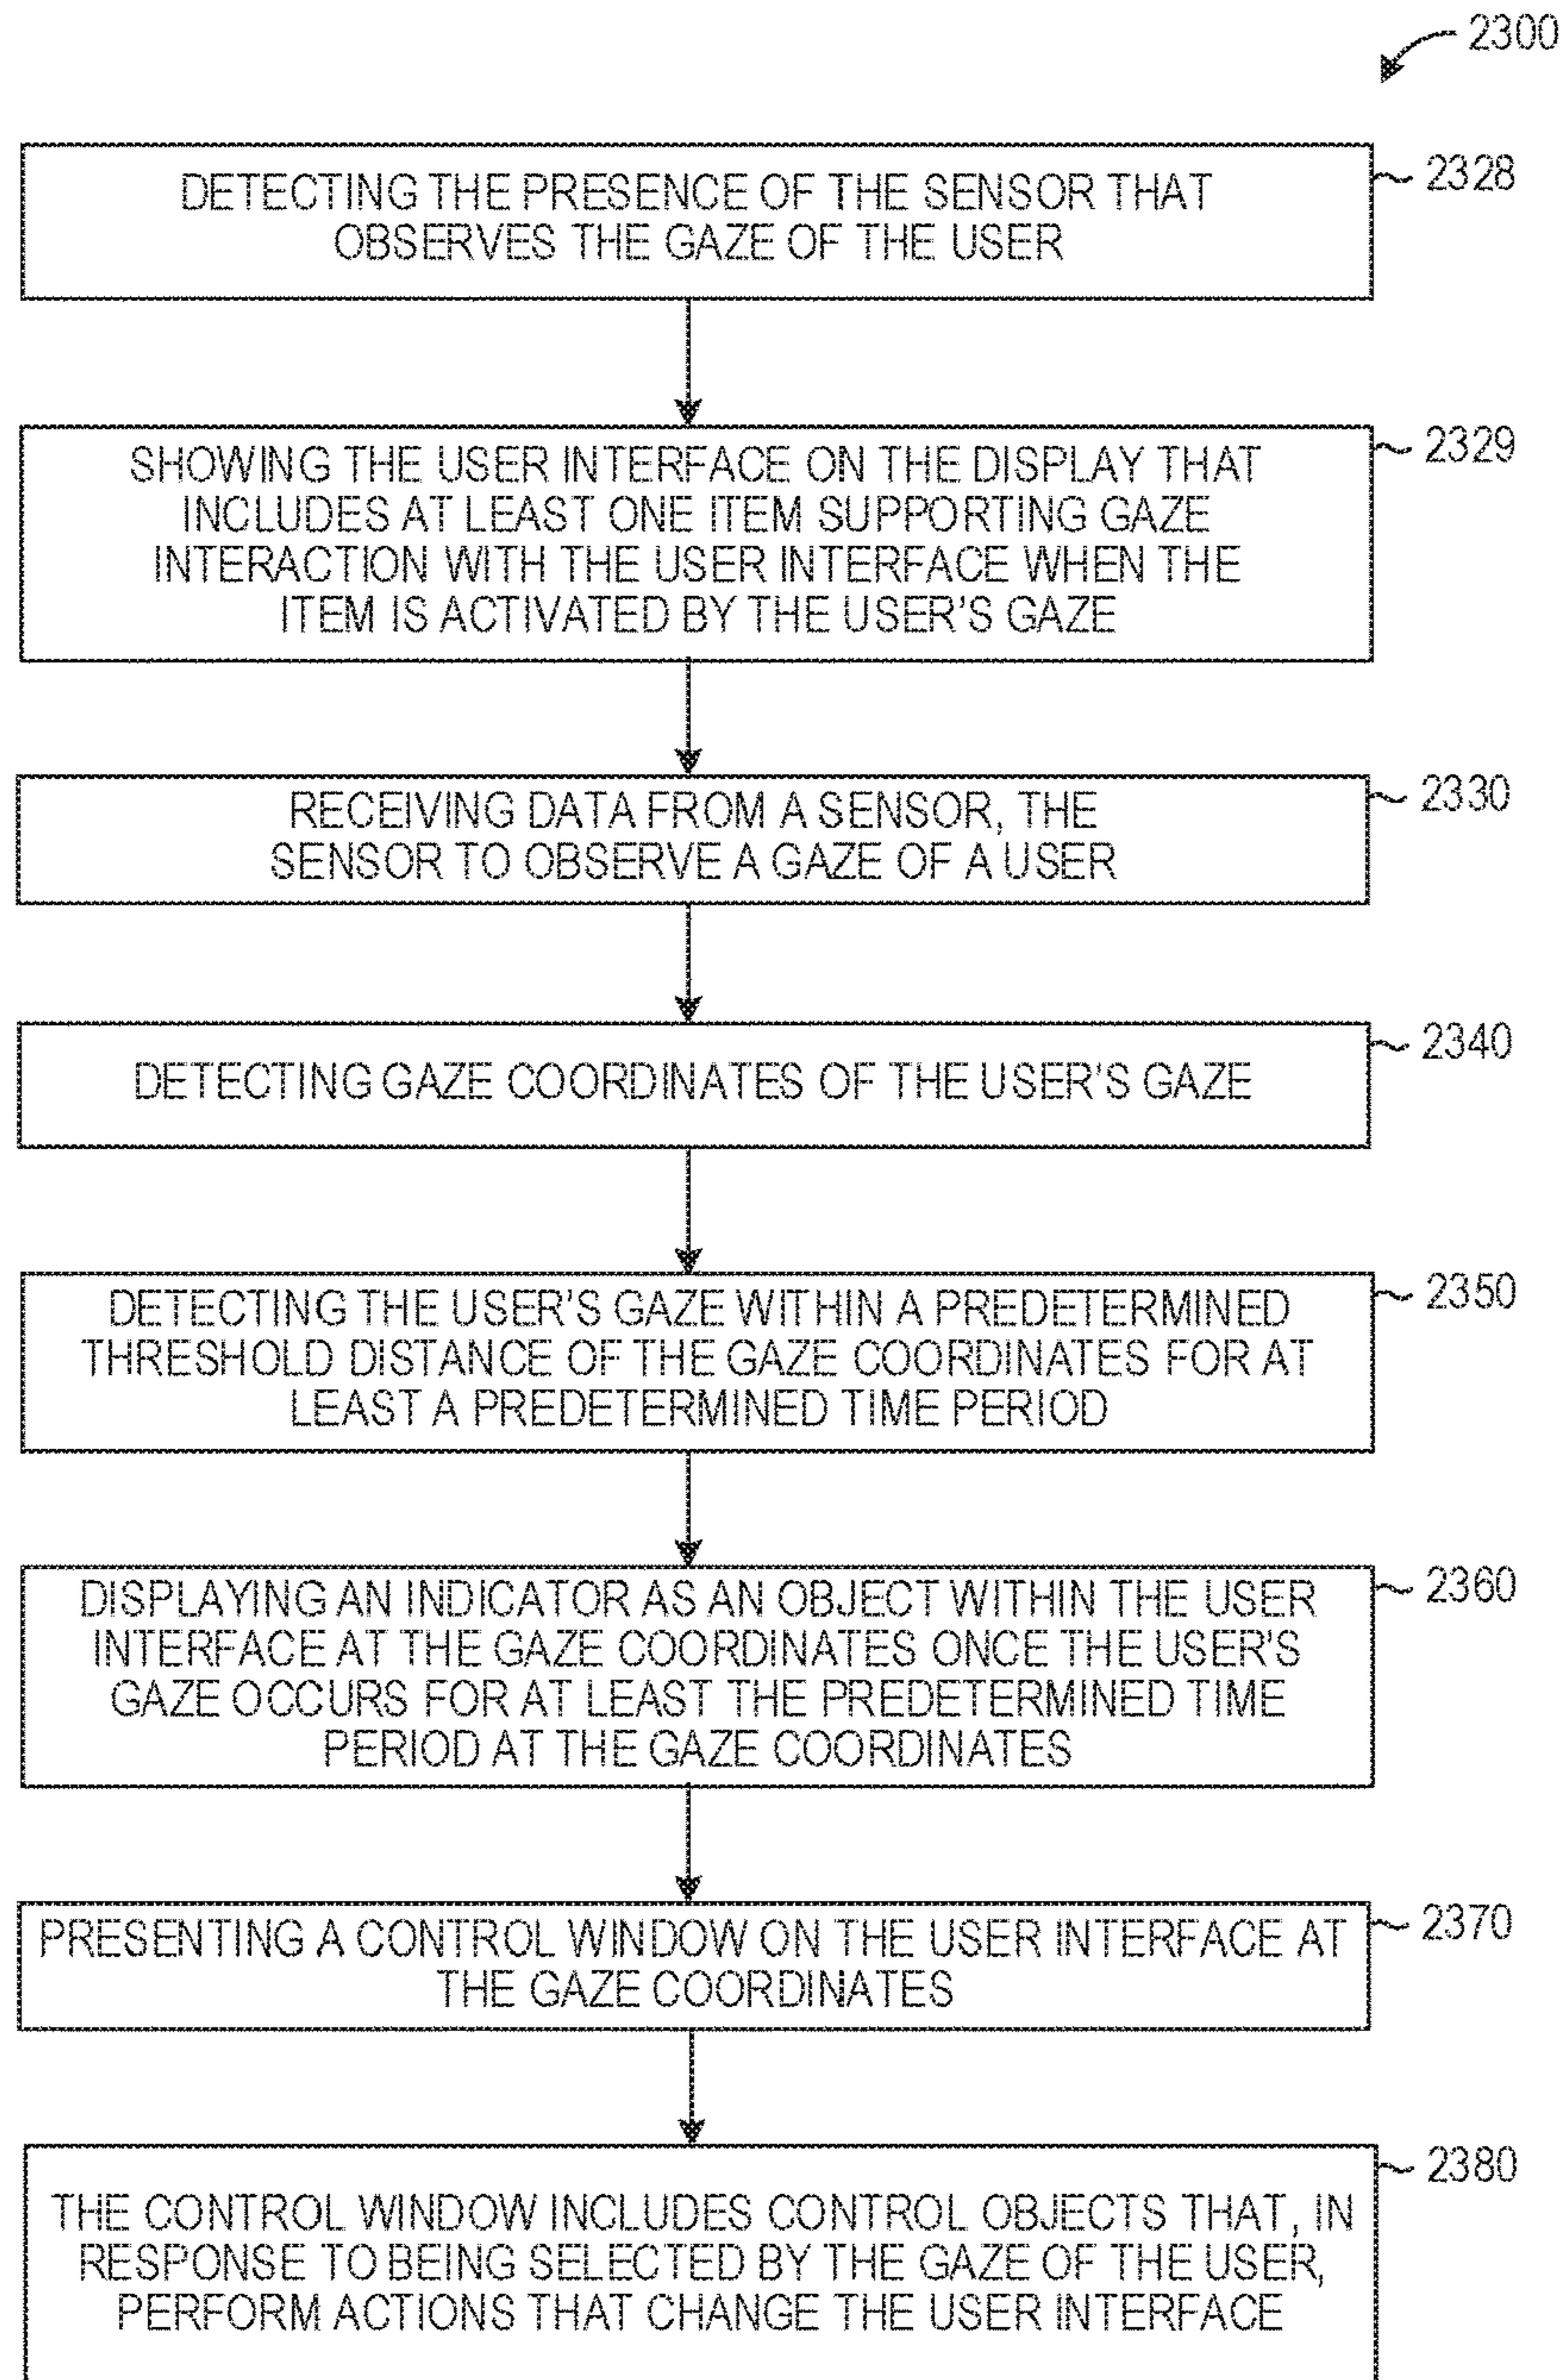 2300
DETECTING THE PRESENCE OF THE SENSOR THAT
OBSERVES THE GAZE OF THE USER
2328
SHOWING THE USER INTERFACE ON THE DISPLAY THAT
INCLUDES AT LEAST ONE ITEM SUPPORTING GAZE
INTERACTION WITH THE USER INTERFACE WHEN THE
ITEM IS ACTIVATED BY THE USER'S GAZE
2329
RECEIVING DATA FROM A SENSOR, THE
SENSOR TO OBSERVE A GAZE OF A USER
2330
DETECTING GAZE COORDINATES OF THE USER'S GAZE
2340
DETECTING THE USER'S GAZE WITHIN A PREDETERMINED
THRESHOLD DISTANCE OF THE GAZE COORDINATES FOR AT
LEAST A PREDETERMINED TIME PERIOD
2350
DISPLAYING AN INDICATOR AS AN OBJECT WITHIN THE USER
INTERFACE AT THE GAZE COORDINATES ONCE THE USER'S
GAZE OCCURS FOR AT LEAST THE PREDETERMINED TIME
PERIOD AT THE GAZE COORDINATES
2360
PRESENTING A CONTROL WINDOW ON THE USER INTERFACE AT
THE GAZE COORDINATES
2370
THE CONTROL WINDOW INCLUDES CONTROL OBJECTS THAT, IN
RESPONSE TO BEING SELECTED BY THE GAZE OF THE USER,
PERFORM ACTIONS THAT CHANGE THE USER INTERFACE
2380